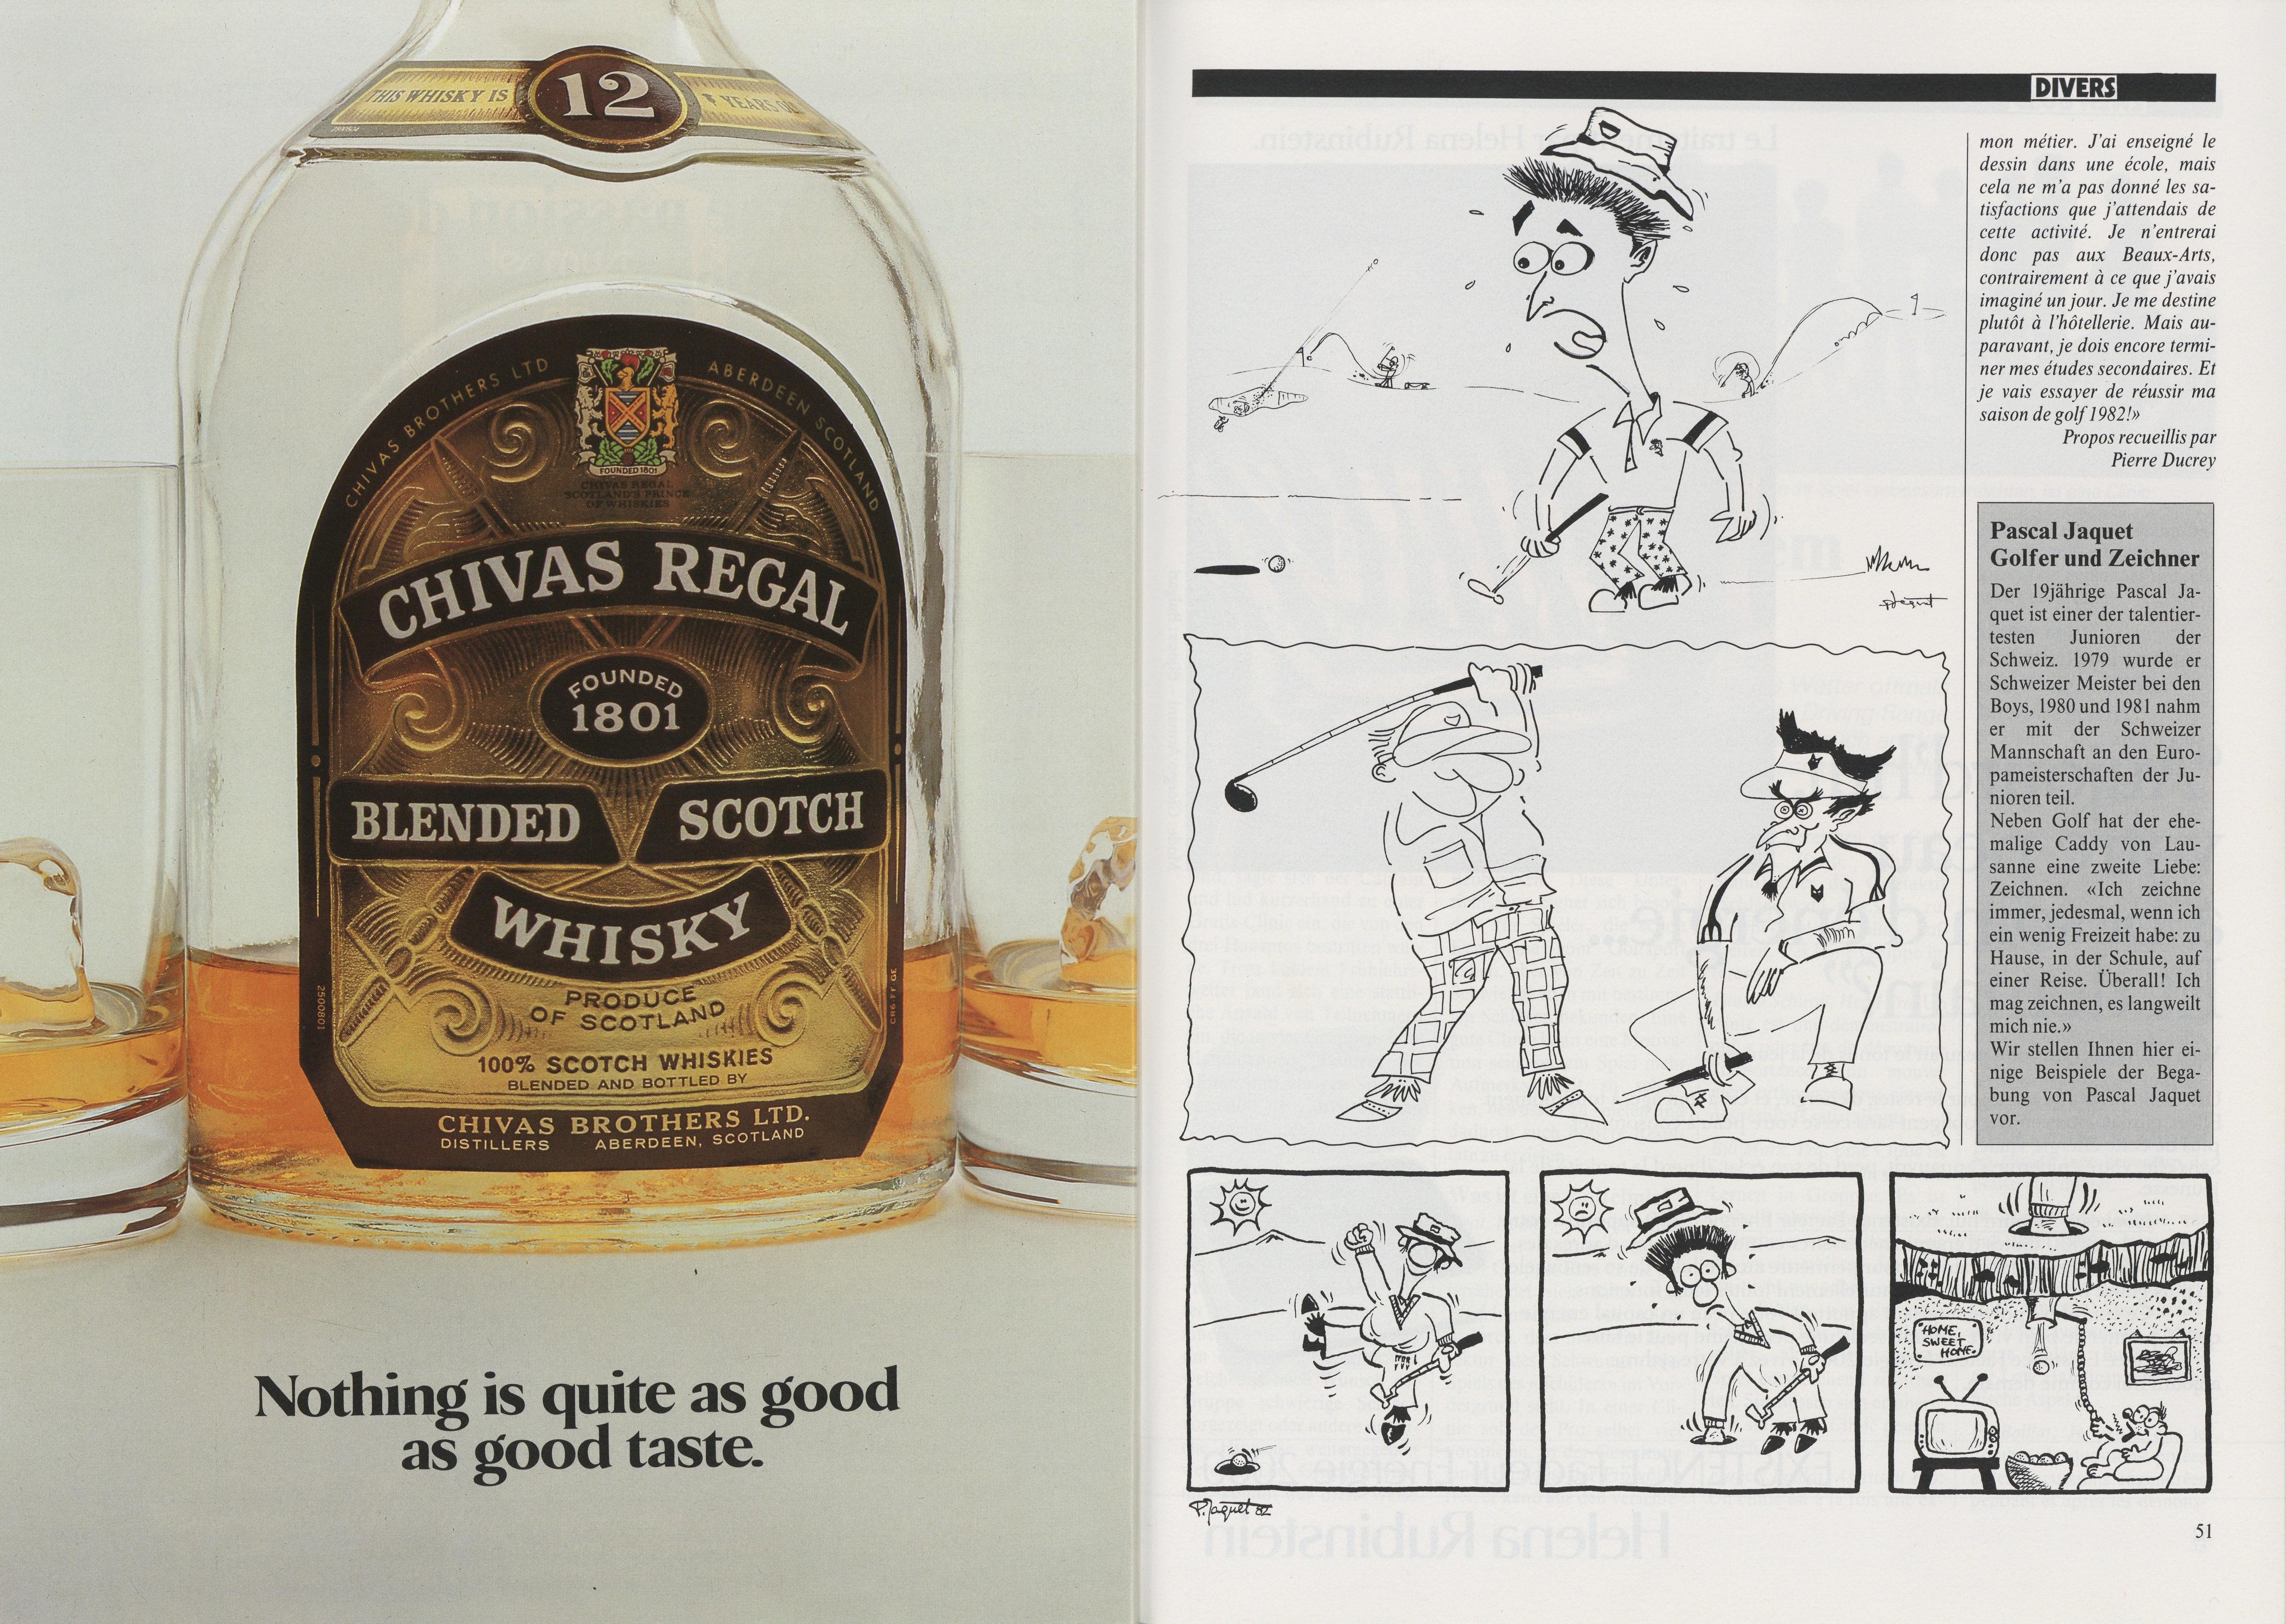 THIS WHISKY IS 12 YEARS OLD
CHIVAS BROTHERS LTD
ABERDEEN SCOTLAND
FOUNDED 1801
CHIVAS REGAL
SCOTLAND'S PRINCE
OF WHISKIES
CHIVAS REGAL
FOUNDED
1801
BLENDED SCOTCH
WHISKY
PRODUCE
OF SCOTLAND
100% SCOTCH WHISKIES
BLENDED AND BOTTLED BY
CHIVAS BROTHERS LTD.
DISTILLERS ABERDEEN, SCOTLAND
2500801
Nothing is quite as good
as good taste.
DIVERS
mon métier. J'ai enseigné le
dessin dans une école, mais
cela ne m'a pas donné les sa-
tisfactions que j'attendais de
cette activité. Je n'entrerai
donc pas aux Beaux-Arts,
contrairement à ce que j'avais
imaginé un jour. Je me destine
plutôt à l'hôtellerie. Mais au-
paravant, je dois encore termi-
ner mes études secondaires. Et
je vais essayer de réussir ma
saison de golf 1982!»
Propos recueillis par
Pierre Ducrey
Pascal Jaquet
Golfer und Zeichner
Der 19jährige Pascal Ja-
quet ist einer der talentier-
testen Junioren der
Schweiz. 1979 wurde er
Schweizer Meister bei den
Boys, 1980 und 1981 nahm
er mit der Schweizer
Mannschaft an den Euro-
pameisterschaften der Ju-
nioren teil.
Neben Golf hat der ehe-
malige Caddy von Lau-
sanne eine zweite Liebe:
Zeichnen. «Ich zeichne
immer, jedesmal, wenn ich
ein wenig Freizeit habe: zu
Hause, in der Schule, auf
einer Reise. Überall! Ich
mag zeichnen, es langweilt
mich nie.»
Wir stellen Ihnen hier ei-
nige Beispiele der Bega-
bung von Pascal Jaquet
vor.
HOME,
SWEET
HOME.
P. Jaquet 82
51